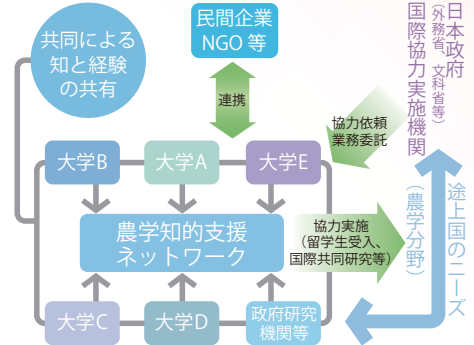 共同による
知と経験
の共有
民間企業
NGO 等
連携
日本政府
（外務省、文科省等）
国際協力実施機関
協力依頼
業務委託
大学B
大学A
大学E
農学知的支援
ネットワーク
協力実施
（留学生受入、
国際共同研究等）
途上国のニーズ
（農学分野）
大学C
大学D
政府研究
機関等